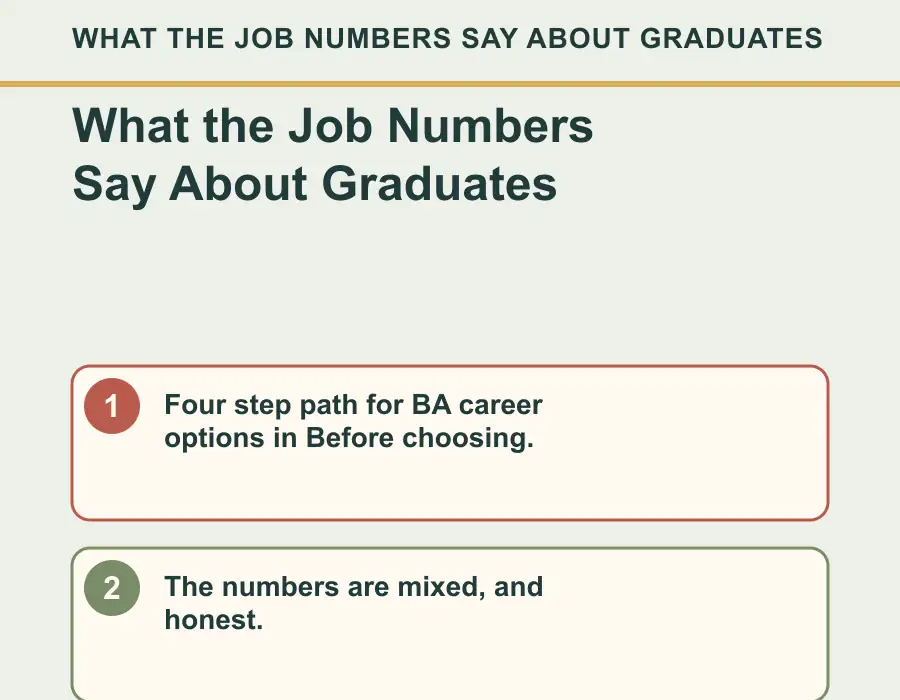 WHAT THE JOB NUMBERS SAY ABOUT GRADUATES
What the Job Numbers
Say About Graduates
1
Four step path for BA career
options in Before choosing.
2
The numbers are mixed, and
honest.